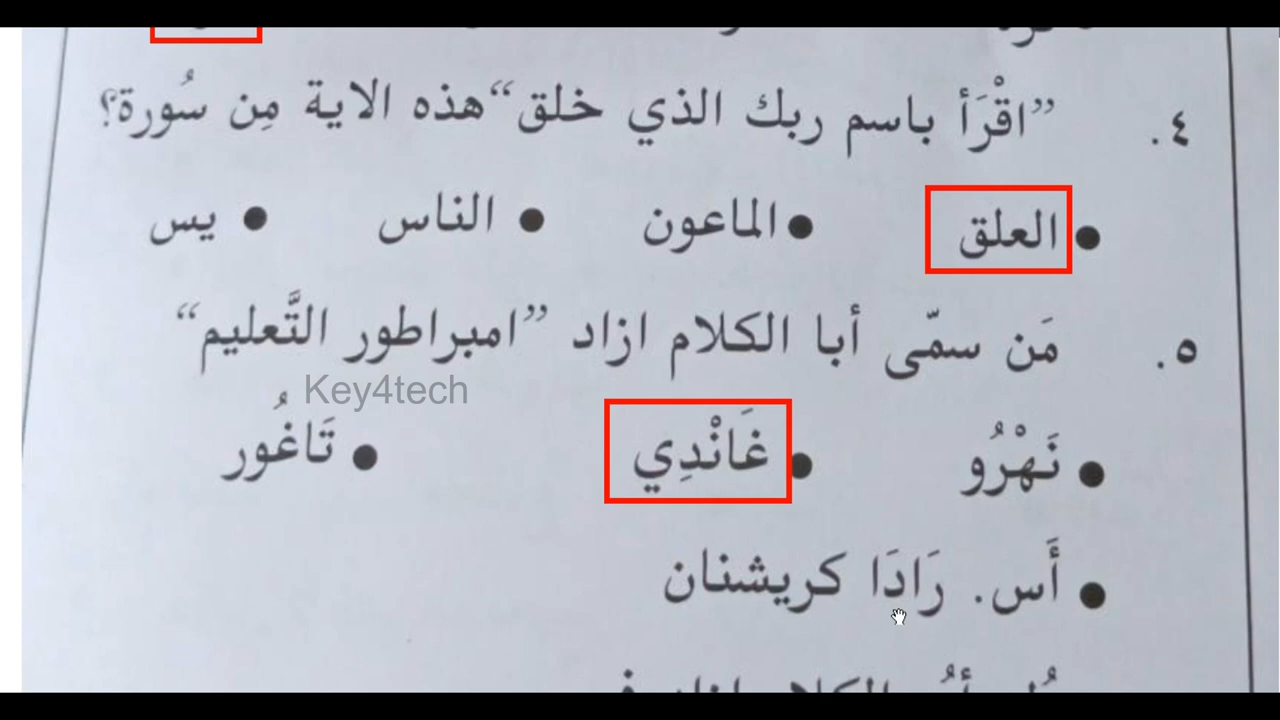 ٤. ”اقْرَأ باسم ربك الذي خلق“ هذه الاية مِن سُورة؟
● العلق ● الماعون ● الناس ● يس
٥. مَن سمّى أبا الكلام ازاد ”امبراطور التَّعليم“
Key4tech
● نَهْرُو ● غَانْدِي ● تَاغُور
● أَس. رَادَا كريشنان